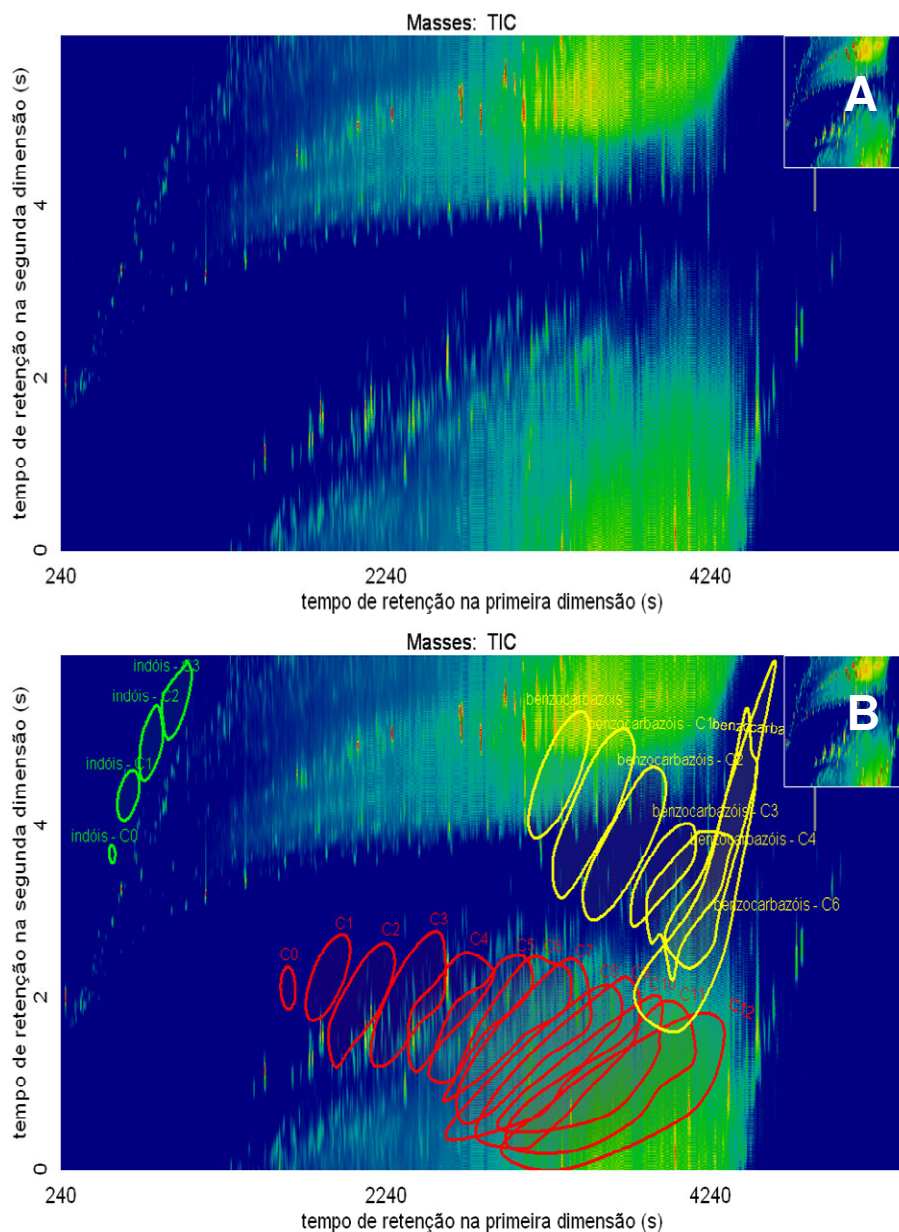 Masses: TIC
A
tempo de retenção na segunda dimensão (s)
4
2
0
240
2240
4240
tempo de retenção na primeira dimensão (s)
Masses: TIC
B
tempo de retenção na segunda dimensão (s)
indóis - C3
indóis - C2
indóis - C1
indóis - C0
benzocarbazóis
benzocarbazóis - C1
benzocarba
benzocarbazóis - C2
benzocarbazóis - C3
benzocarbazóis - C4
benzocarbazóis - C6
C0
C1
C2
C3
C4
C5
C12
4
2
0
240
2240
4240
tempo de retenção na primeira dimensão (s)